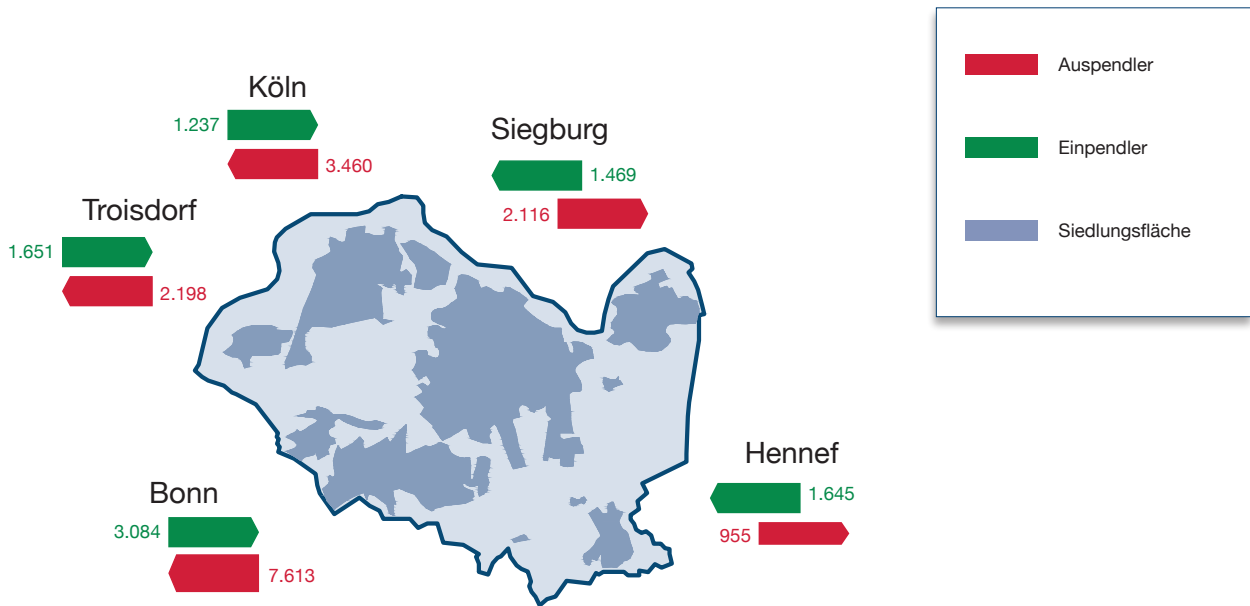 Köln
1.237
3.460
Siegburg
1.469
2.116
Troisdorf
1.651
2.198
Bonn
3.084
7.613
Hennef
1.645
955
Auspendler
Einpendler
Siedlungsfläche